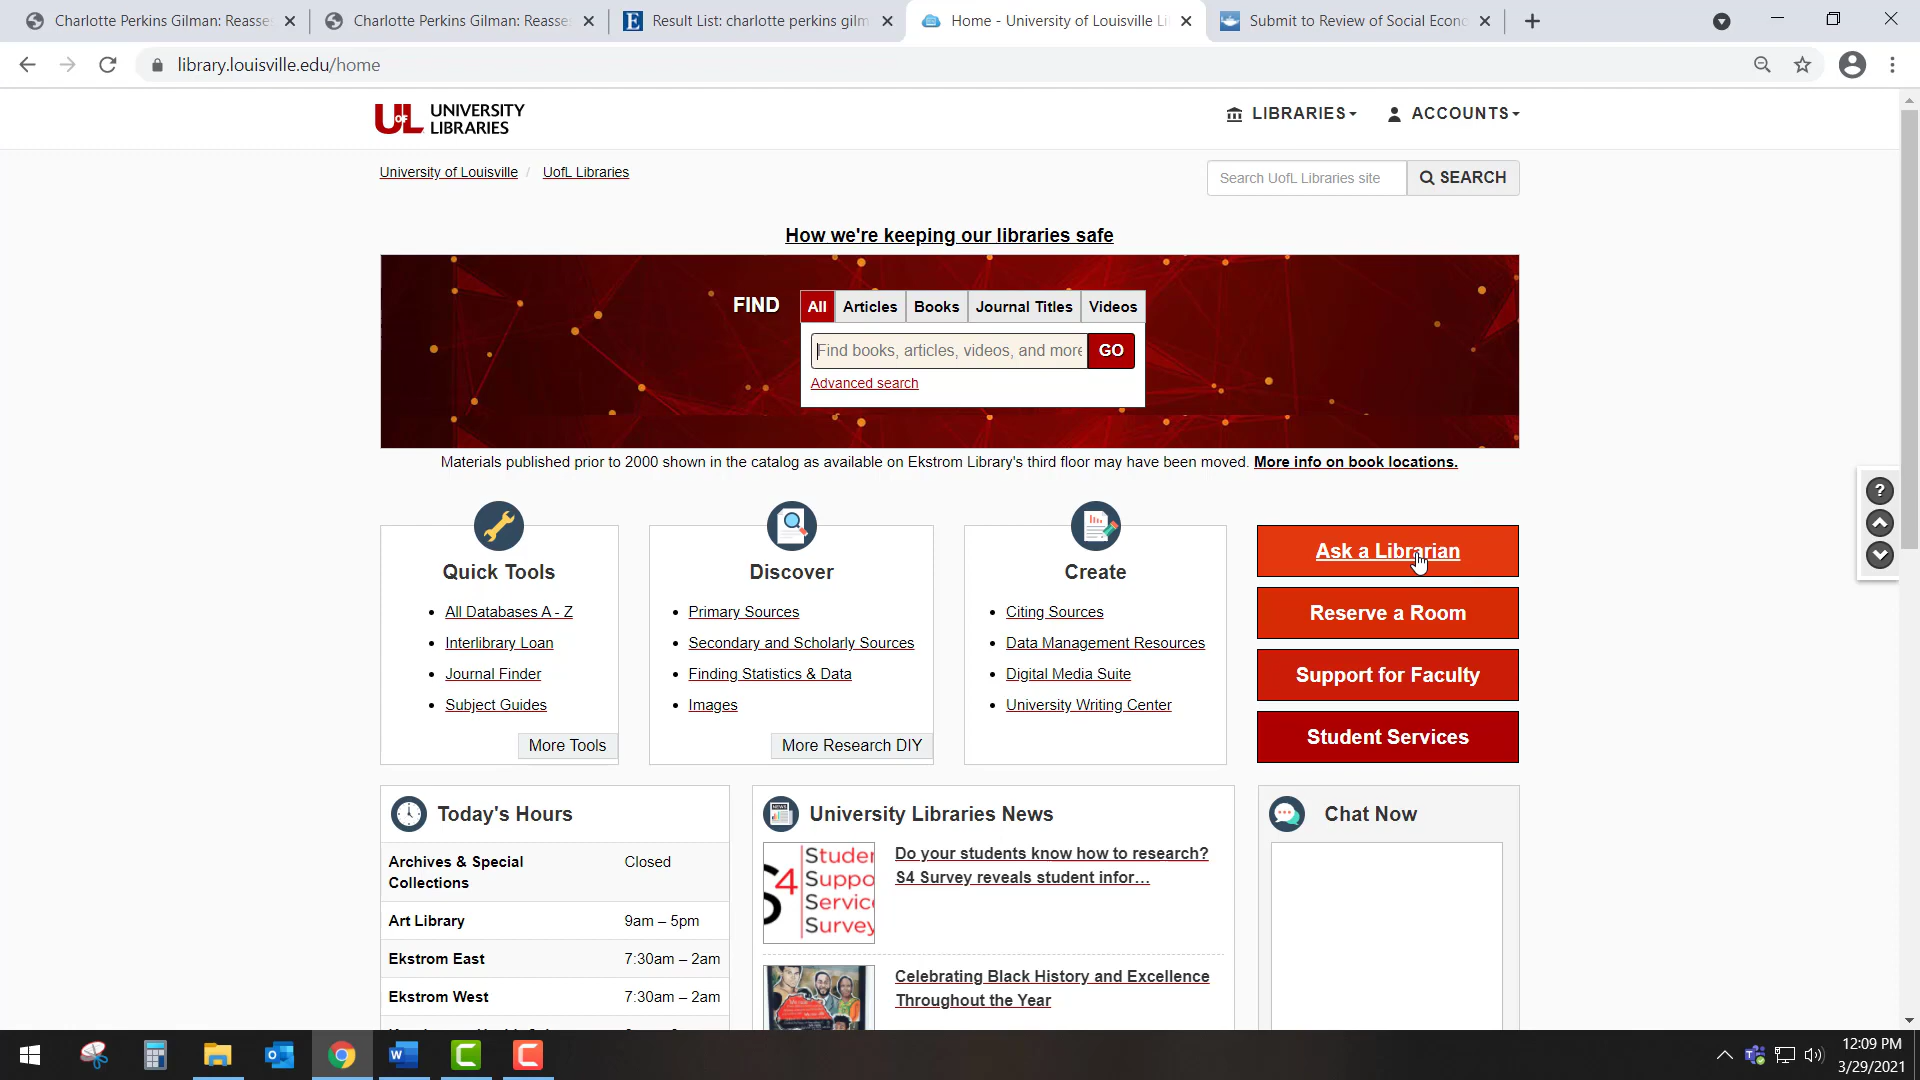 Charlotte Perkins Gilman: Reasse
Charlotte Perkins Gilman: Reasse
Result List: charlotte perkins gilm
Home - University of Louisville Li
Submit to Review of Social Econo
library.louisville.edu/home
UofL UNIVERSITY
LIBRARIES
LIBRARIES
ACCOUNTS
University of Louisville / UofL Libraries
Search UofL Libraries site
SEARCH
How we're keeping our libraries safe
FIND
All
Articles
Books
Journal Titles
Videos
Find books, articles, videos, and more
GO
Advanced search
Materials published prior to 2000 shown in the catalog as available on Ekstrom Library's third floor may have been moved. More info on book locations.
Quick Tools
All Databases A - Z
Interlibrary Loan
Journal Finder
Subject Guides
More Tools
Discover
Primary Sources
Secondary and Scholarly Sources
Finding Statistics & Data
Images
More Research DIY
Create
Citing Sources
Data Management Resources
Digital Media Suite
University Writing Center
Ask a Librarian
Reserve a Room
Support for Faculty
Student Services
?
Today's Hours
Archives & Special
Collections
Closed
Art Library
9am – 5pm
Ekstrom East
7:30am – 2am
Ekstrom West
7:30am – 2am
University Libraries News
S4
Studen
Suppo
Servic
Survey
Do your students know how to research?
S4 Survey reveals student infor…
Celebrating Black History and Excellence
Throughout the Year
Chat Now
12:09 PM
3/29/2021